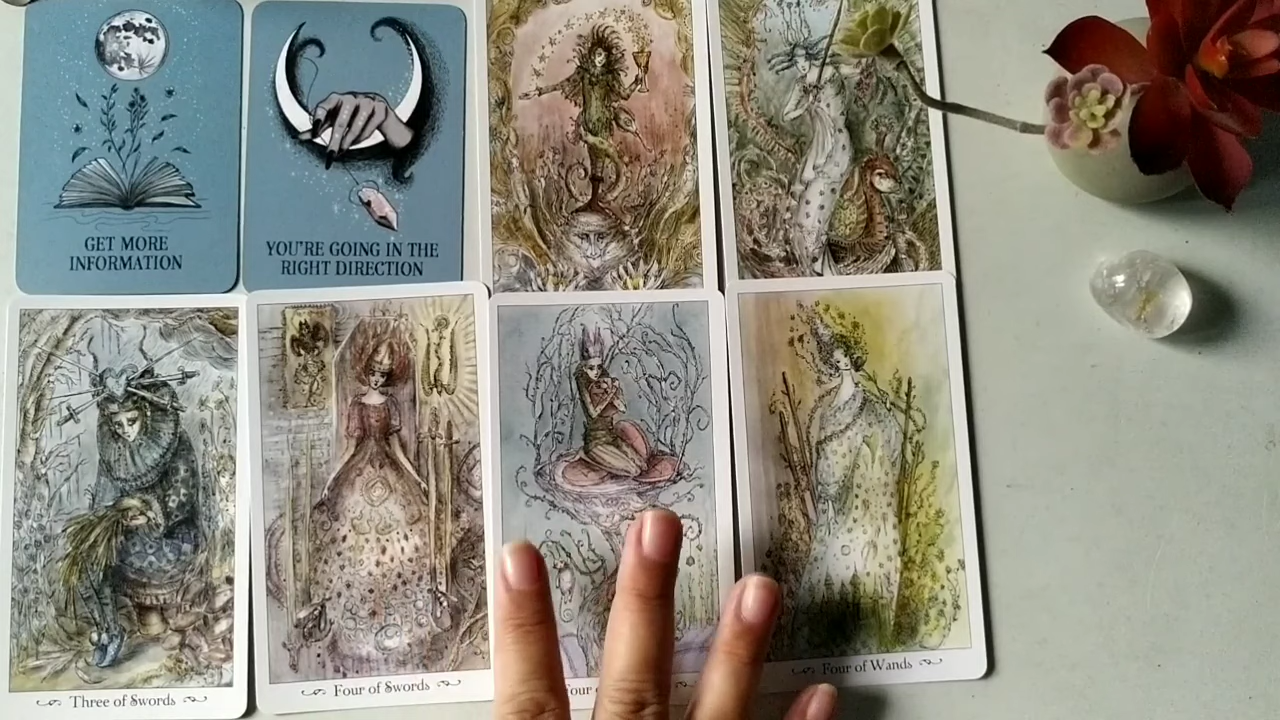 GET MORE
INFORMATION
YOU'RE GOING IN THE
RIGHT DIRECTION
Three of Swords
Four of Swords
Four
Four of Wands